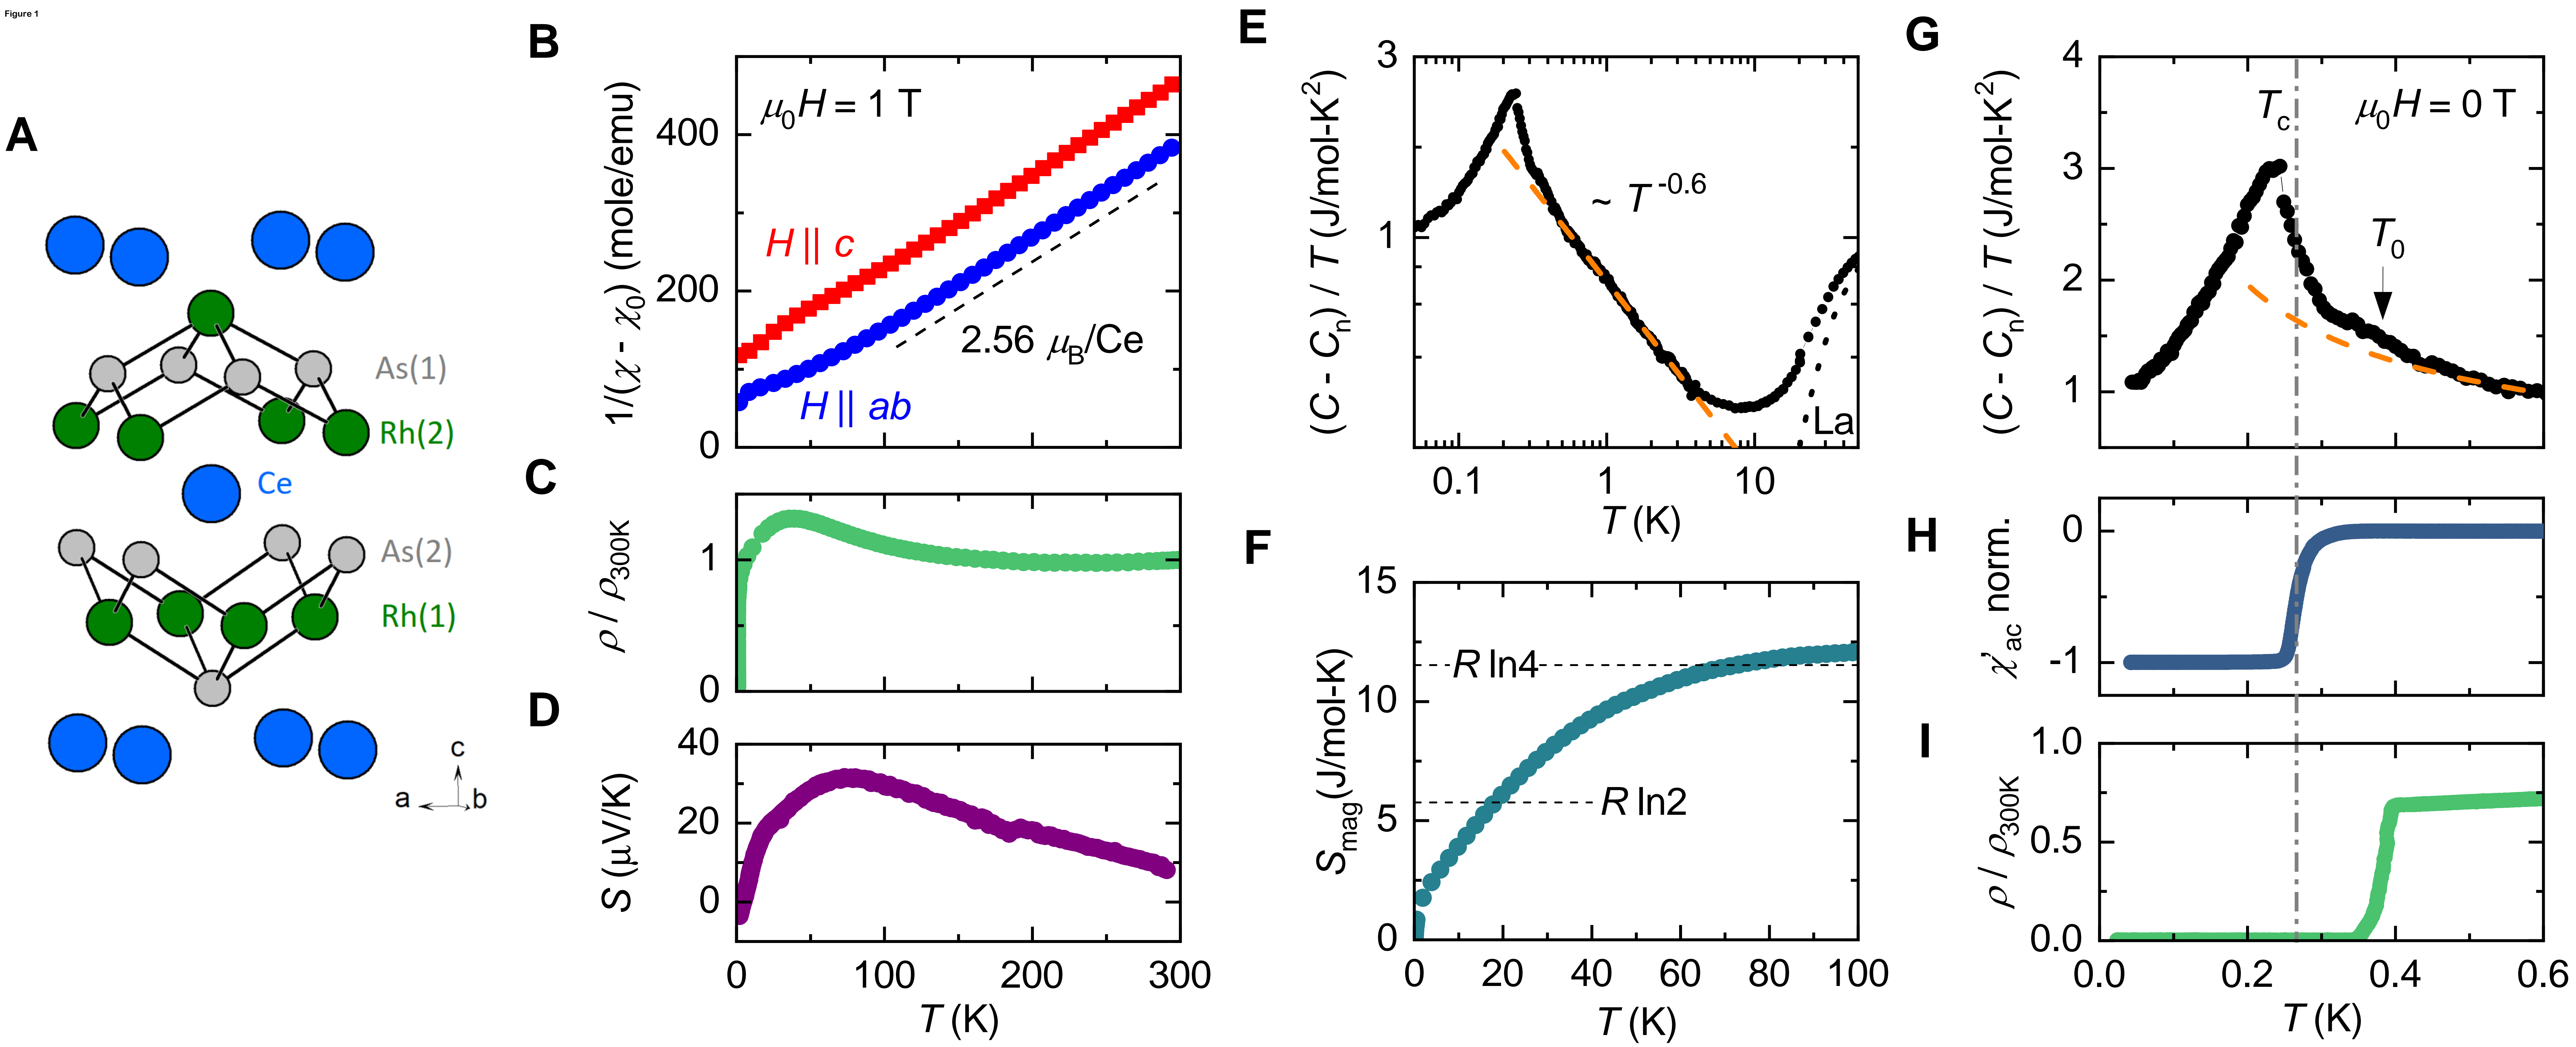 Figure 1
A
As(1)
Rh(2)
Ce
As(2)
Rh(1)
c
a
b
B
1/(χ - χ0) (mole/emu)
400
200
0
μ0H = 1 T
H || c
2.56 μB/Ce
H || ab
C
ρ / ρ300K
1
0
D
S (μV/K)
40
20
0
0 100 200 300
T (K)
E
(C - Cn) / T (J/mol-K²)
3
1
~ T^-0.6
La
0.1 1 10
T (K)
F
Smag(J/mol-K)
15
10
5
0
R ln4
R ln2
0 20 40 60 80 100
T (K)
G
(C - Cn) / T (J/mol-K²)
4
3
2
1
Tc
μ0H = 0 T
T0
H
χ'ac norm.
0
-1
I
ρ / ρ300K
1.0
0.5
0.0
0.0 0.2 0.4 0.6
T (K)